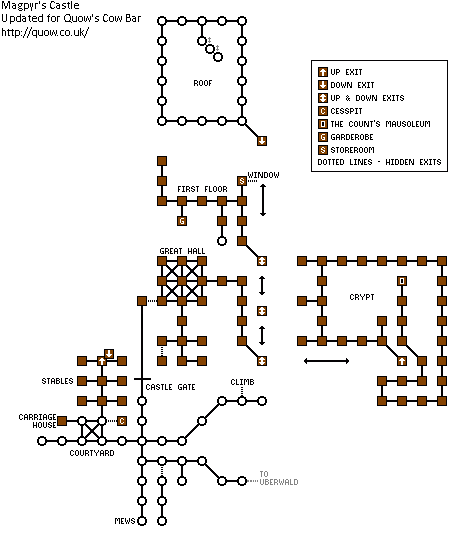 Magpyr's Castle
Updated for Quow's Cow Bar
http://quow.co.uk/
ROOF
UP EXIT
DOWN EXIT
UP & DOWN EXITS
C CESSPIT
D THE COUNT'S MAUSOLEUM
G GARDEROBE
S STOREROOM
DOTTED LINES - HIDDEN EXITS
S WINDOW
FIRST FLOOR
G
GREAT HALL
D
CRYPT
STABLES
CASTLE GATE
CLIMB
CARRIAGE
HOUSE
C
COURTYARD
TO
UBERWALD
MEWS